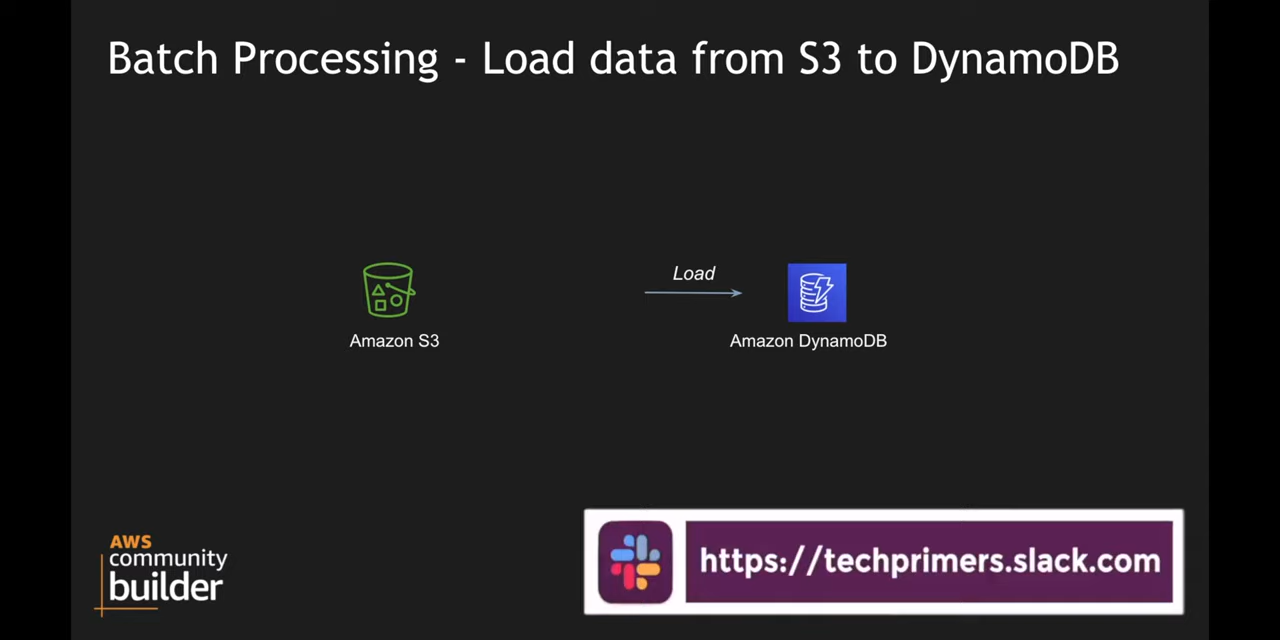 Batch Processing - Load data from S3 to DynamoDB
Load
Amazon S3
Amazon DynamoDB
AWS
community
builder
https://techprimers.slack.com